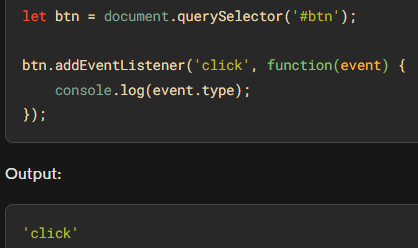 let btn = document.querySelector('#btn');
btn.addEventListener('click', function(event) {
    console.log(event.type);
});
Output:
'click'